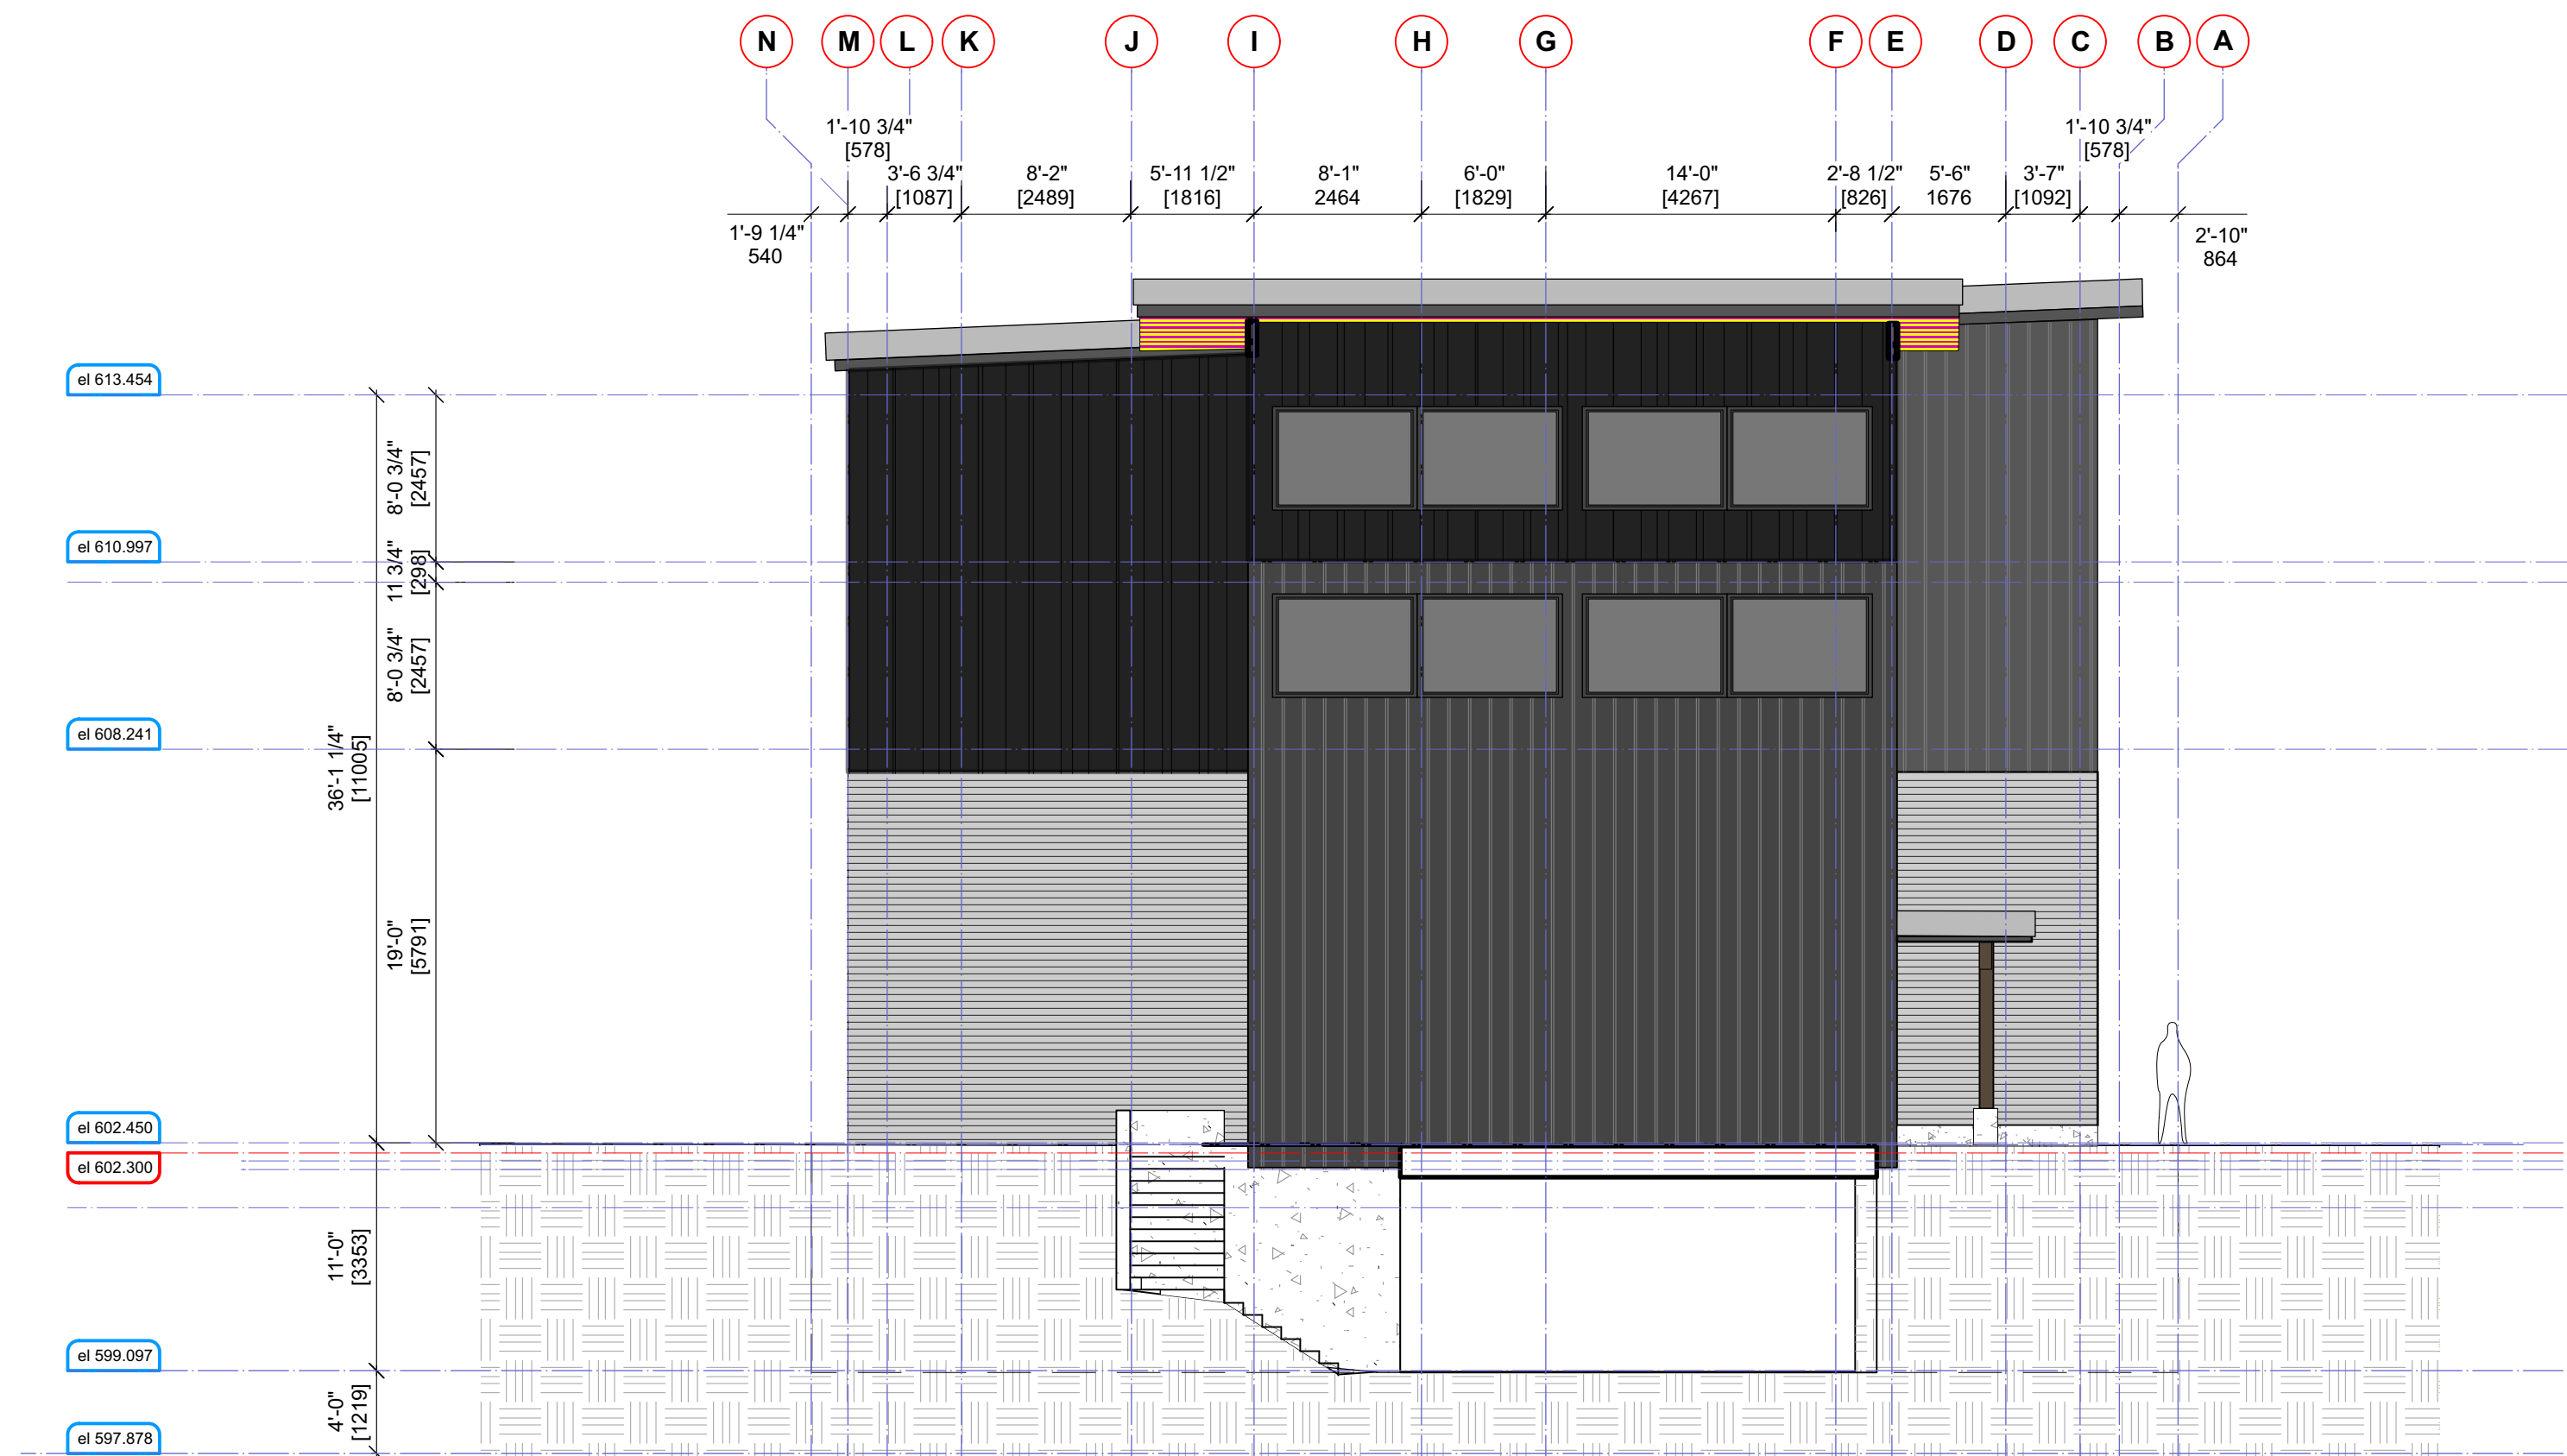 N M L K J I H G F E D C B A
1'-10 3/4" 1'-10 3/4"
[578] [578]
3'-6 3/4" 8'-2" 5'-11 1/2" 8'-1" 6'-0" 14'-0" 2'-8 1/2" 5'-6" 3'-7"
[1087] [2489] [1816] 2464 [1829] [4267] [826] 1676 [1092]
1'-9 1/4" 2'-10"
540 864
el 613.454
8'-0 3/4"
[2457]
el 610.997
11 3/4"
[298]
8'-0 3/4"
[2457]
el 608.241
36'-1 1/4"
[11005]
19'-0"
[5791]
el 602.450
el 602.300
11'-0"
[3353]
el 599.097
4'-0"
[1219]
el 597.878